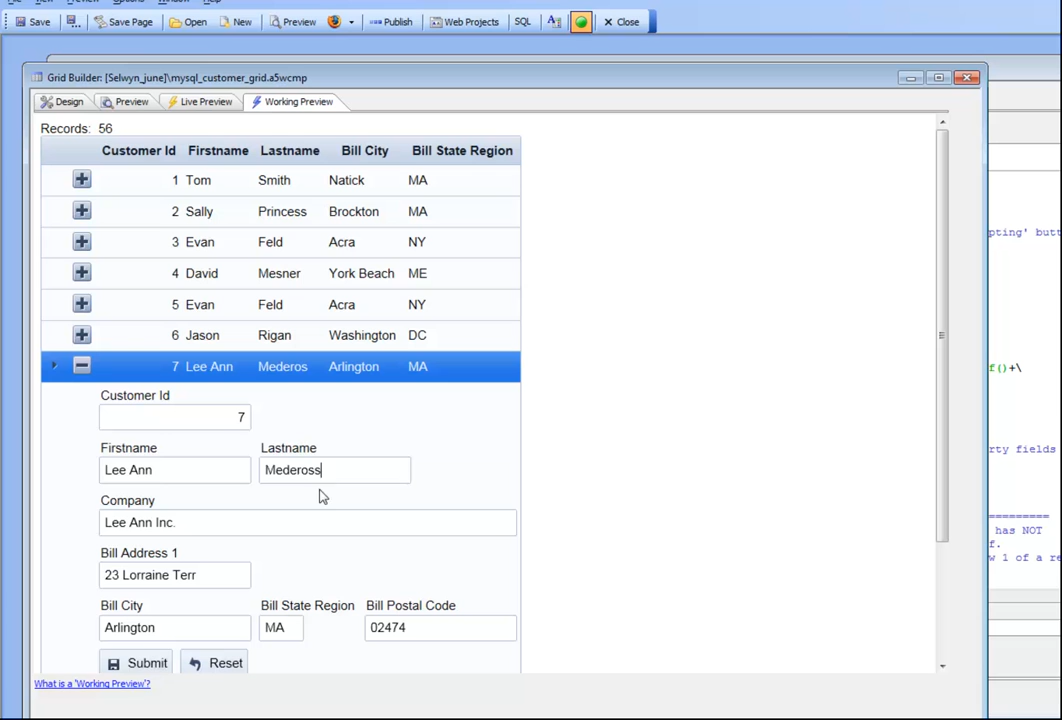 Save Save Page Open New Preview Publish Web Projects SQL Close
Grid Builder: [Selwyn_june]\mysql_customer_grid.a5wcmp
Design Preview Live Preview Working Preview
Records: 56
Customer Id Firstname Lastname Bill City Bill State Region
1 Tom Smith Natick MA
2 Sally Princess Brockton MA
3 Evan Feld Acra NY
4 David Mesner York Beach ME
5 Evan Feld Acra NY
6 Jason Rigan Washington DC
7 Lee Ann Mederos Arlington MA
Customer Id
7
Firstname Lastname
Lee Ann Mederoß
Company
Lee Ann Inc.
Bill Address 1
23 Lorraine Terr
Bill City Bill State Region Bill Postal Code
Arlington MA 02474
Submit Reset
What is a 'Working Preview'?
pting' butt
f()+\
rty fields
=========
has NOT
f.
w 1 of a re